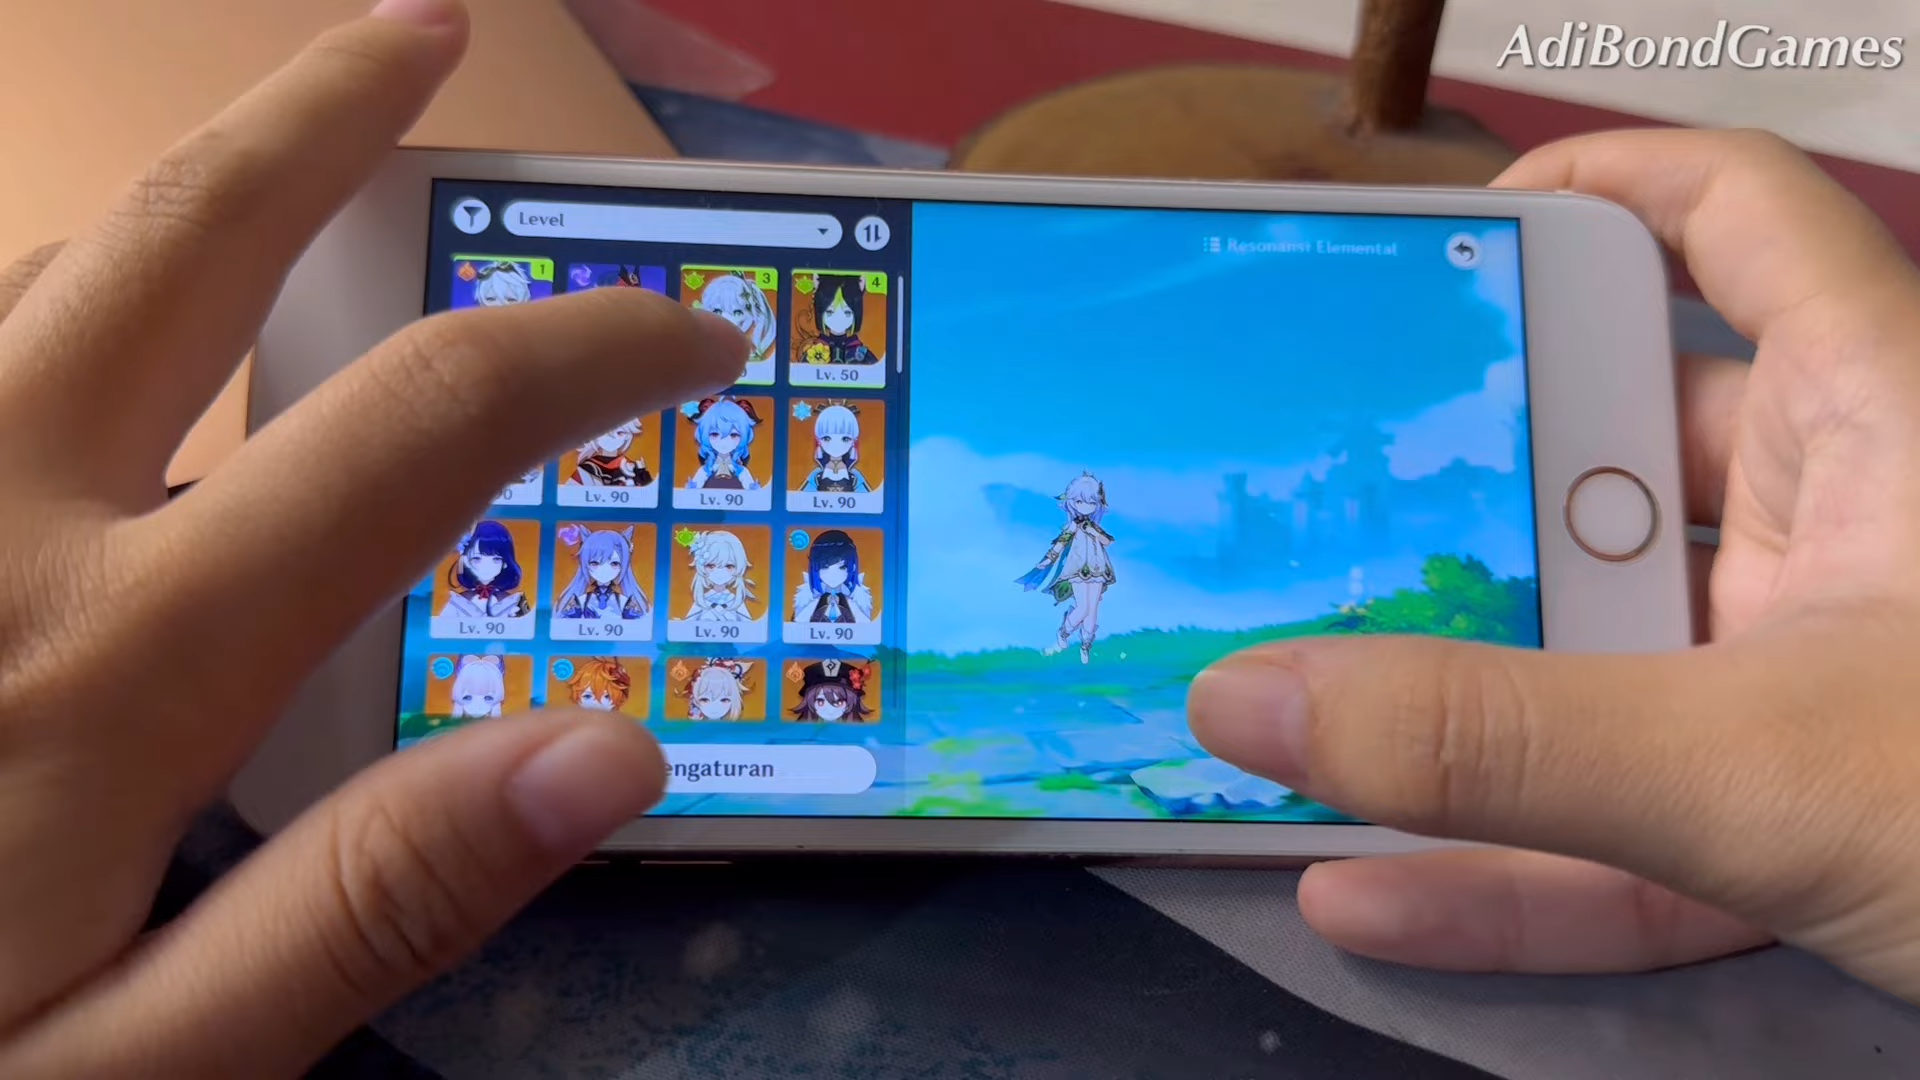 AdiBondGames
Level
Resonansi Elemental
1
3
4
Lv. 50
90
Lv. 90
Lv. 90
Lv. 90
Lv. 90
Lv. 90
Lv. 90
Lv. 90
engaturan